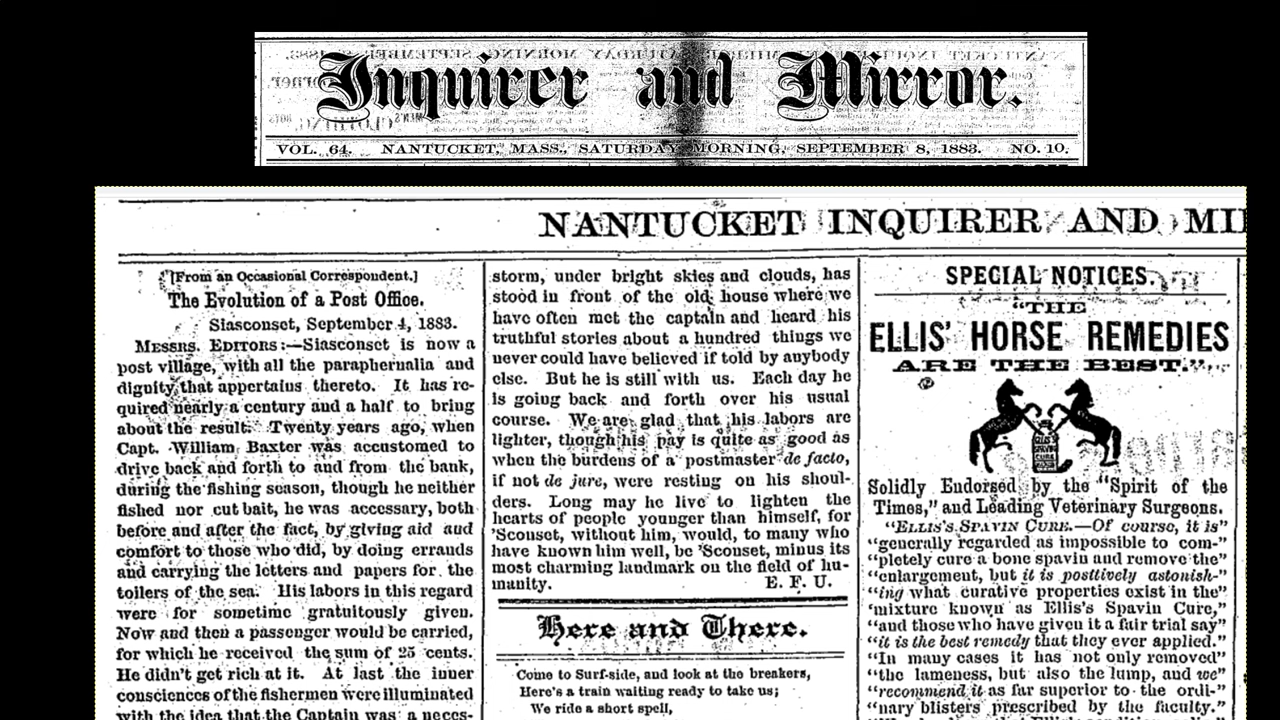 Inquirer and Mirror.
VOL. 64. NANTUCKET, MASS., SATURDAY MORNING, SEPTEMBER 8, 1883. NO. 10.
NANTUCKET INQUIRER AND MI
[From an Occasional Correspondent.]
The Evolution of a Post Office.
Siasconset, September 4, 1883.
MESSRS. EDITORS:—Siasconset is now a
post village, with all the paraphernalia and
dignity that appertains thereto. It has re-
quired nearly a century and a half to bring
about the result. Twenty years ago, when
Capt. William Baxter was accustomed to
drive back and forth to and from the bank,
during the fishing season, though he neither
fished nor cut bait, he was accessary, both
before and after the fact, by giving aid and
comfort to those who did, by doing errands
and carrying the letters and papers for the
toilers of the sea. His labors in this regard
were for sometime gratuitously given.
Now and then a passenger would be carried,
for which he received the sum of 25 cents.
He didn't get rich at it. At last the inner
consciences of the fishermen were illuminated
with the idea that the Captain was a neces-
storm, under bright skies and clouds, has
stood in front of the old house where we
have often met the captain and heard his
truthful stories about a hundred things we
never could have believed if told by anybody
else. But he is still with us. Each day he
is going back and forth over his usual
course. We are glad that his labors are
lighter, though his pay is quite as good as
when the burdens of a postmaster de facto,
if not de jure, were resting on his shoul-
ders. Long may he live to lighten the
hearts of people younger than himself, for
'Sconset, without him, would, to many who
have known him well, be 'Sconset, minus its
most charming landmark on the field of hu-
manity. E. F. U.
Here and There.
Come to Surf-side, and look at the breakers,
Here's a train waiting ready to take us;
We ride a short spell,
SPECIAL NOTICES.
"THE
ELLIS' HORSE REMEDIES
ARE THE BEST."
Solidly Endorsed by the "Spirit of the
Times," and Leading Veterinary Surgeons.
"ELLIS'S SPAVIN CURE.—Of course, it is"
"generally regarded as impossible to com-"
"pletely cure a bone spavin and remove the"
"enlargement, but it is positively astonish-"
"ing what curative properties exist in the"
"mixture known as Ellis's Spavin Cure,"
"and those who have given it a fair trial say"
"it is the best remedy that they ever applied."
"In many cases it has not only removed"
"the lameness, but also the lump, and we"
"recommend it as far superior to the ordi-"
"nary blisters prescribed by the faculty."